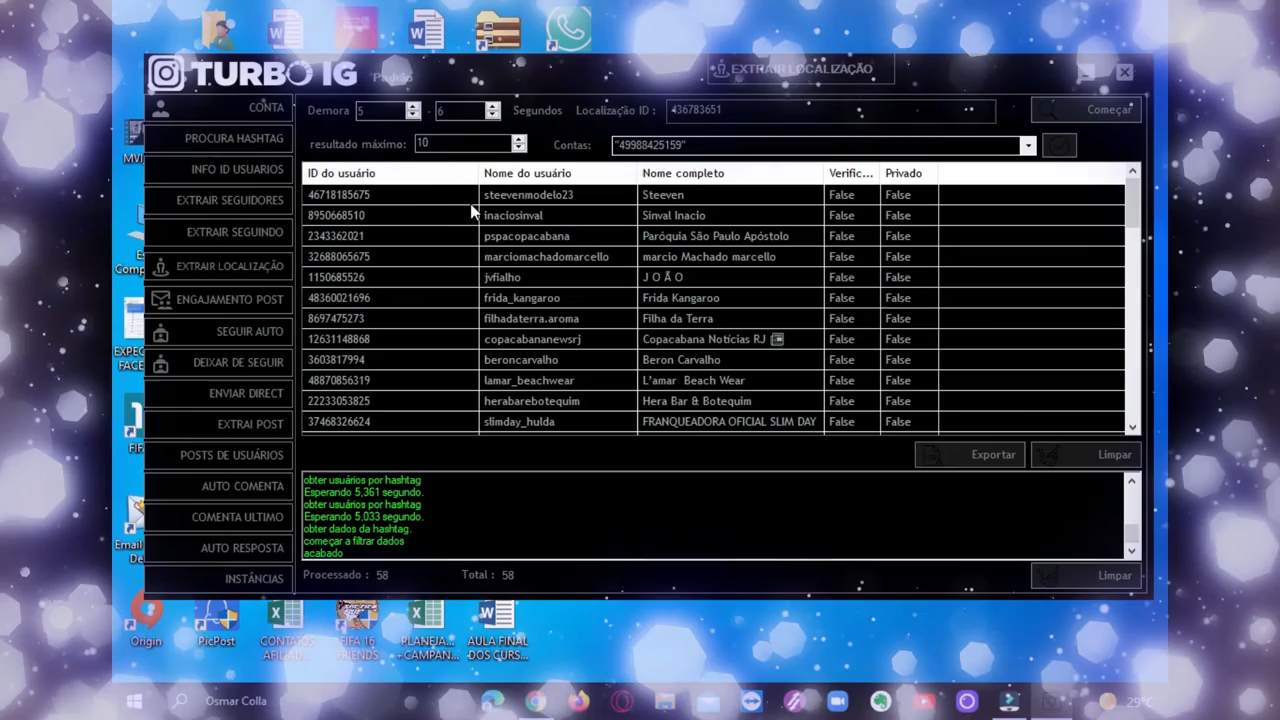 TURBO IG
Padrão
EXTRAIR LOCALIZAÇÃO
CONTA
PROCURA HASHTAG
INFO ID USUARIOS
EXTRAIR SEGUIDORES
EXTRAIR SEGUINDO
EXTRAIR LOCALIZAÇÃO
ENGAJAMENTO POST
SEGUIR AUTO
DEIXAR DE SEGUIR
ENVIAR DIRECT
EXTRAI POST
POSTS DE USUÁRIOS
AUTO COMENTA
COMENTA ULTIMO
AUTO RESPOSTA
INSTÂNCIAS
Demora 5 - 6 Segundos Localização ID : 436783651 Começar
resultado máximo: 10 Contas: "49988425159"
ID do usuário Nome do usuário Nome completo Verific... Privado
46718185675 steevenmodelo23 Steeven False False
8950668510 inaciosinval Sinval Inacio False False
2343362021 pspacopacabana Paróquia São Paulo Apóstolo False False
32688065675 marciomachadomarcello marcio Machado marcello False False
1150685526 jvfialho J O Ã O False False
48360021696 frida_kangaroo Frida Kangaroo False False
8697475273 filhadaterra.aroma Filha da Terra False False
12631148868 copacabananewsrj Copacabana Notícias RJ False False
3603817994 beroncarvalho Beron Carvalho False False
48870856319 lamar_beachwear L'amar Beach Wear False False
22233053825 herabarebotequim Hera Bar & Botequim False False
37468326624 slimday_hulda FRANQUEADORA OFICIAL SLIM DAY False False
Exportar Limpar
obter usuários por hashtag
Esperando 5,361 segundo.
obter usuários por hashtag
Esperando 5,033 segundo.
obter dados da hashtag.
começar a filtrar dados
acabado
Processado : 58 Total : 58 Limpar
Origin PicPost CONTATOS AFILIAD... FIFA 16 FRIENDS PLANEJA... +CAMPAN... AULA FINAL DOS CURS...
Osmar Colla 29°C